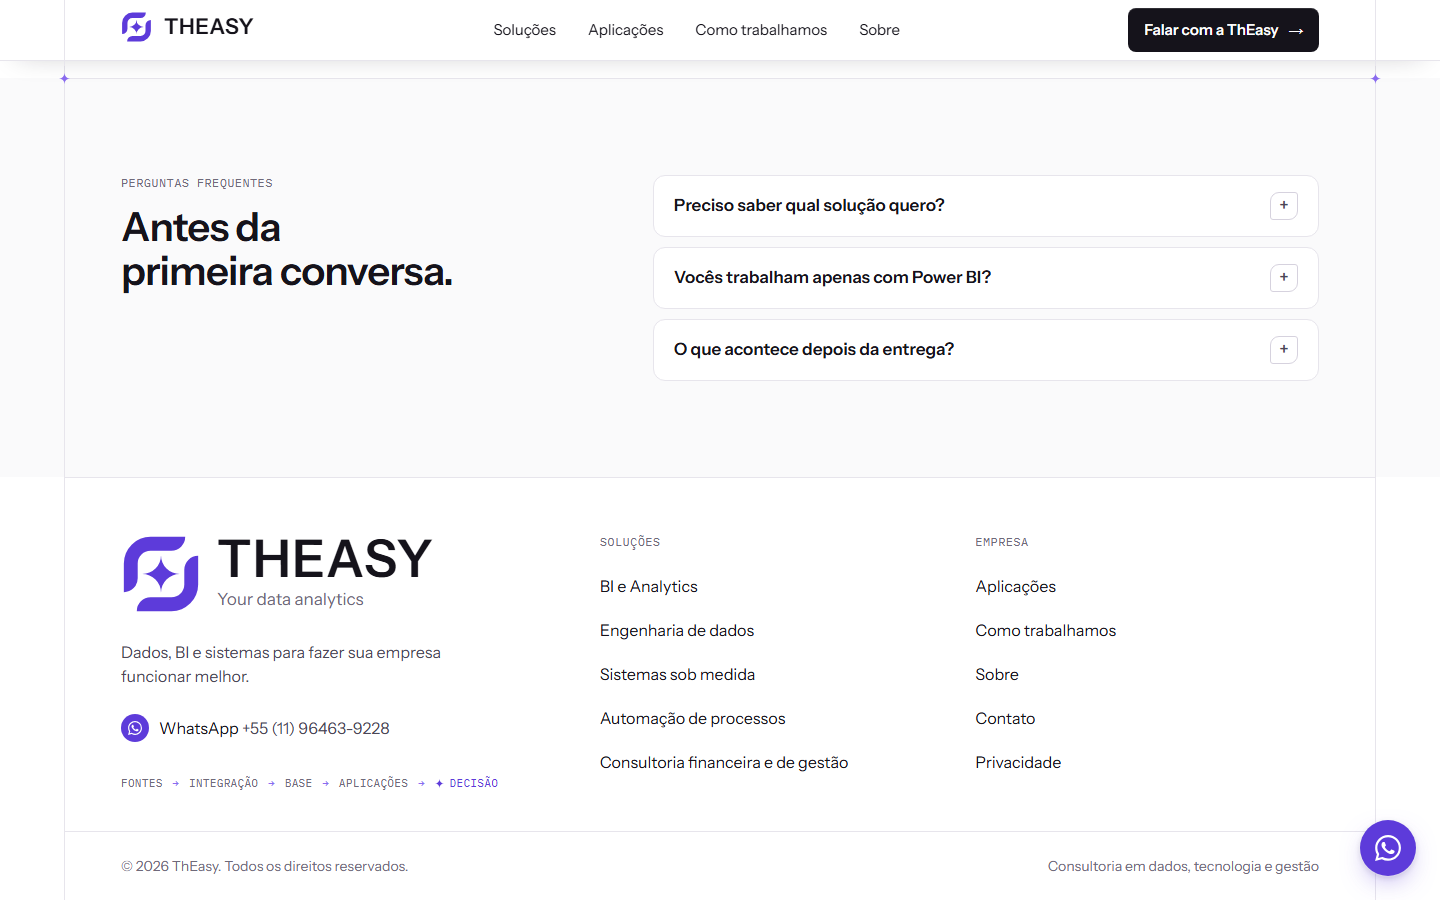 THEASY
Soluções
Aplicações
Como trabalhamos
Sobre
Falar com a ThEasy →
PERGUNTAS FREQUENTES
Antes da
primeira conversa.
Preciso saber qual solução quero?
+
Vocês trabalham apenas com Power BI?
+
O que acontece depois da entrega?
+
THEASY
Your data analytics
Dados, BI e sistemas para fazer sua empresa
funcionar melhor.
WhatsApp +55 (11) 96463-9228
FONTES → INTEGRAÇÃO → BASE → APLICAÇÕES → ✦ DECISÃO
SOLUÇÕES
BI e Analytics
Engenharia de dados
Sistemas sob medida
Automação de processos
Consultoria financeira e de gestão
EMPRESA
Aplicações
Como trabalhamos
Sobre
Contato
Privacidade
© 2026 ThEasy. Todos os direitos reservados.
Consultoria em dados, tecnologia e gestão